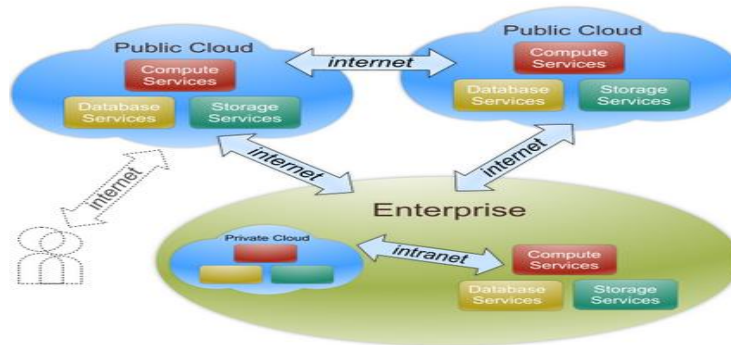 Public Cloud
Compute
Services
Database
Services
Storage
Services
internet
Public Cloud
Compute
Services
Database
Services
Storage
Services
internet
internet
internet
Enterprise
Private Cloud
intranet
Compute
Services
Database
Services
Storage
Services